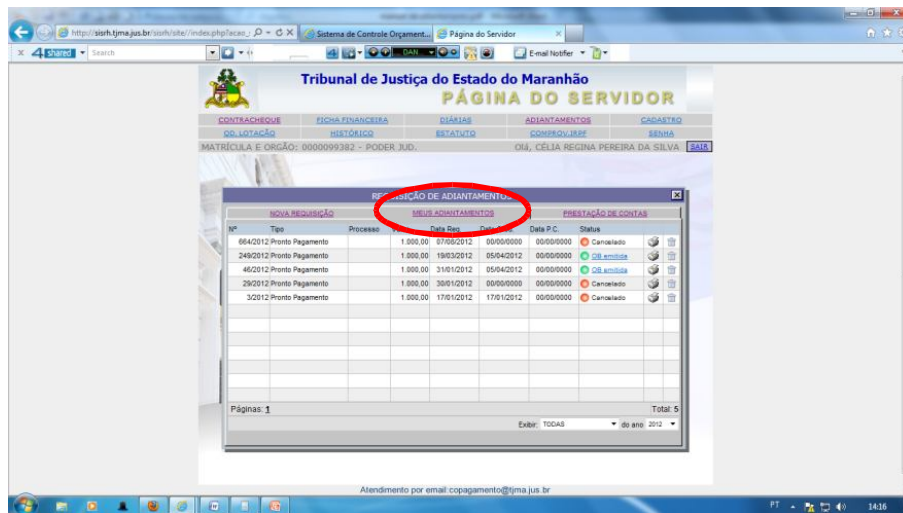 http://sisrh.tjma.jus.br/sisrh/site//index.php?acao_ Sistema de Controle Orçament... Página do Servidor
4shared Search DAN E-mail Notifier
Tribunal de Justiça do Estado do Maranhão
PÁGINA DO SERVIDOR
CONTRACHEQUE FICHA FINANCEIRA DIÁRIAS ADIANTAMENTOS CADASTRO
QD. LOTAÇÃO HISTÓRICO ESTATUTO COMPROV.IRPF SENHA
MATRÍCULA E ORGÃO: 0000099382 - PODER JUD. Olá, CÉLIA REGINA PEREIRA DA SILVA SAIR
REQUISIÇÃO DE ADIANTAMENTOS
NOVA REQUISIÇÃO MEUS ADIANTAMENTOS PRESTAÇÃO DE CONTAS
Nº Tipo Processo Data Req. Data P.C. Status
664/2012 Pronto Pagamento 1.000,00 07/08/2012 00/00/0000 00/00/0000 Cancelado
249/2012 Pronto Pagamento 1.000,00 19/03/2012 05/04/2012 00/00/0000 OB emitida
46/2012 Pronto Pagamento 1.000,00 31/01/2012 05/04/2012 00/00/0000 OB emitida
29/2012 Pronto Pagamento 1.000,00 30/01/2012 00/00/0000 00/00/0000 Cancelado
3/2012 Pronto Pagamento 1.000,00 17/01/2012 17/01/2012 00/00/0000 Cancelado
Páginas: 1 Total: 5
Exibir: TODAS do ano 2012
Atendimento por email:copagamento@tjma.jus.br
PT 14:16